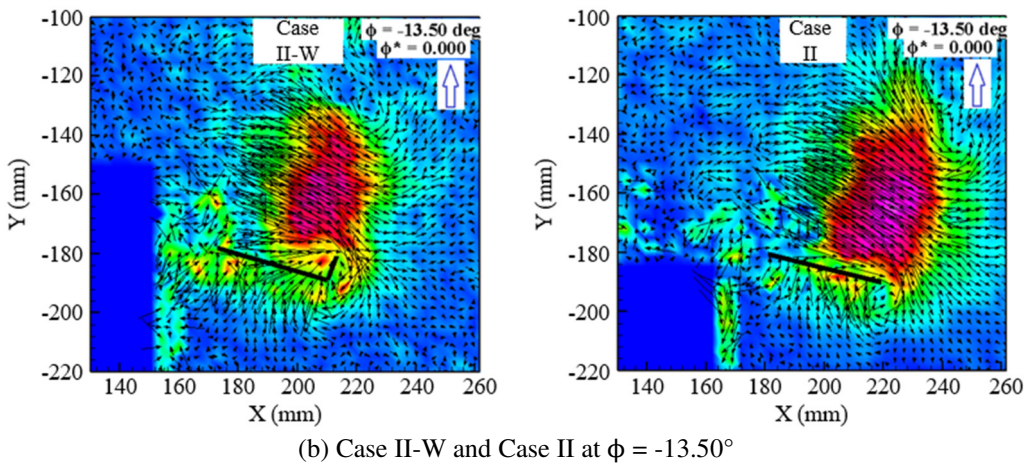 -100
-120
-140
-160
-180
-200
-220
Y (mm)
140 160 180 200 220 240 260
X (mm)
Case
II-W
ϕ = -13.50 deg
ϕ* = 0.000
-100
-120
-140
-160
-180
-200
-220
Y (mm)
140 160 180 200 220 240 260
X (mm)
Case
II
ϕ = -13.50 deg
ϕ* = 0.000
(b) Case II-W and Case II at ϕ = -13.50°